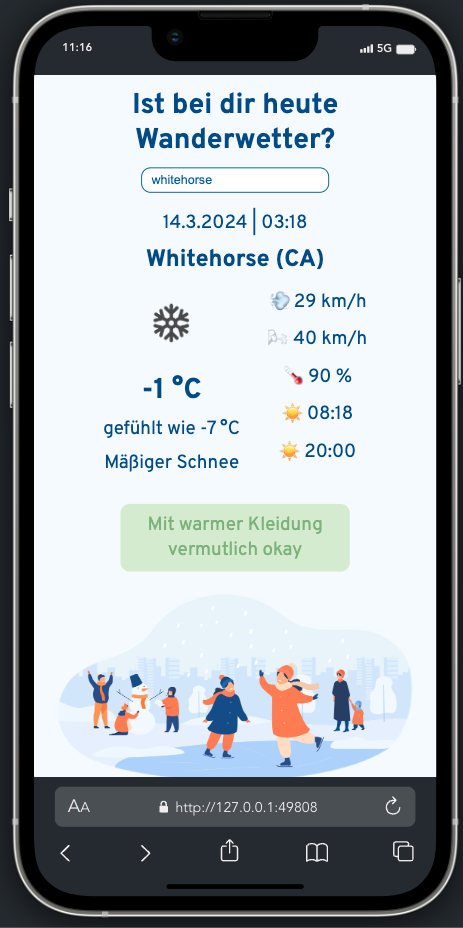 11:16
5G
Ist bei dir heute
Wanderwetter?
whitehorse
14.3.2024 | 03:18
Whitehorse (CA)
29 km/h
40 km/h
-1 °C
90 %
08:18
gefühlt wie -7 °C
20:00
Mäßiger Schnee
Mit warmer Kleidung
vermutlich okay
AA
http://127.0.0.1:49808